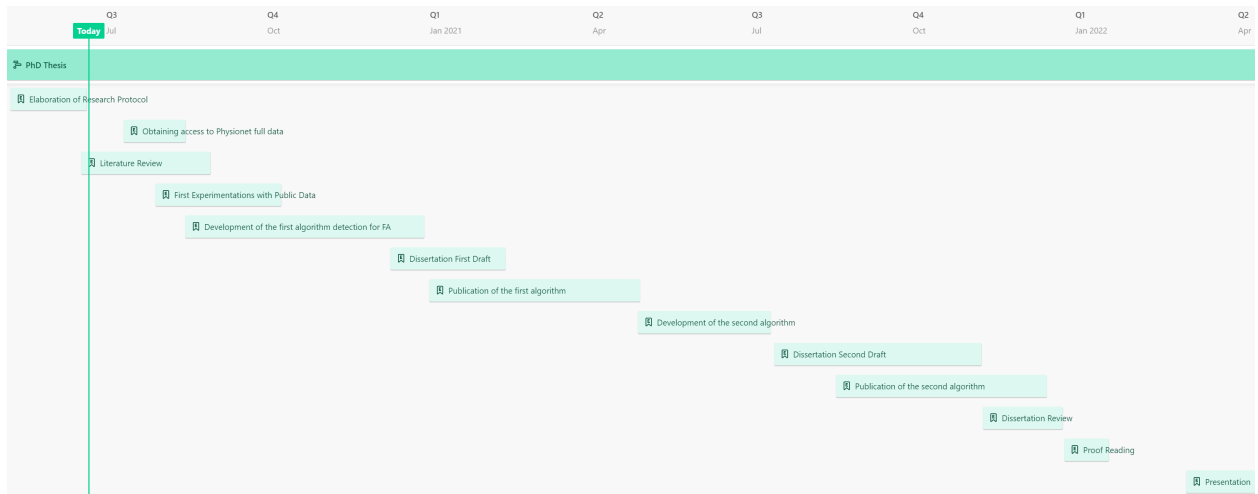 Q3 Q4 Q1 Q2 Q3 Q4 Q1 Q2
Today Jul Oct Jan 2021 Apr Jul Oct Jan 2022 Apr
PhD Thesis
Elaboration of Research Protocol
Obtaining access to Physionet full data
Literature Review
First Experimentations with Public Data
Development of the first algorithm detection for FA
Dissertation First Draft
Publication of the first algorithm
Development of the second algorithm
Dissertation Second Draft
Publication of the second algorithm
Dissertation Review
Proof Reading
Presentation